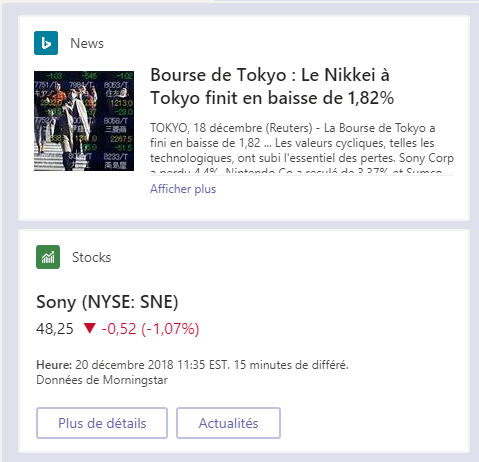 News
Bourse de Tokyo : Le Nikkei à
Tokyo finit en baisse de 1,82%
TOKYO, 18 décembre (Reuters) - La Bourse de Tokyo a
fini en baisse de 1,82 ... Les valeurs cycliques, telles les
technologiques, ont subi l'essentiel des pertes. Sony Corp
a perdu 4,4%, Nintendo Co a reculé de 3,37% et Sumco
Afficher plus
Stocks
Sony (NYSE: SNE)
48,25 ▼ -0,52 (-1,07%)
Heure: 20 décembre 2018 11:35 EST. 15 minutes de différé.
Données de Morningstar
Plus de détails
Actualités